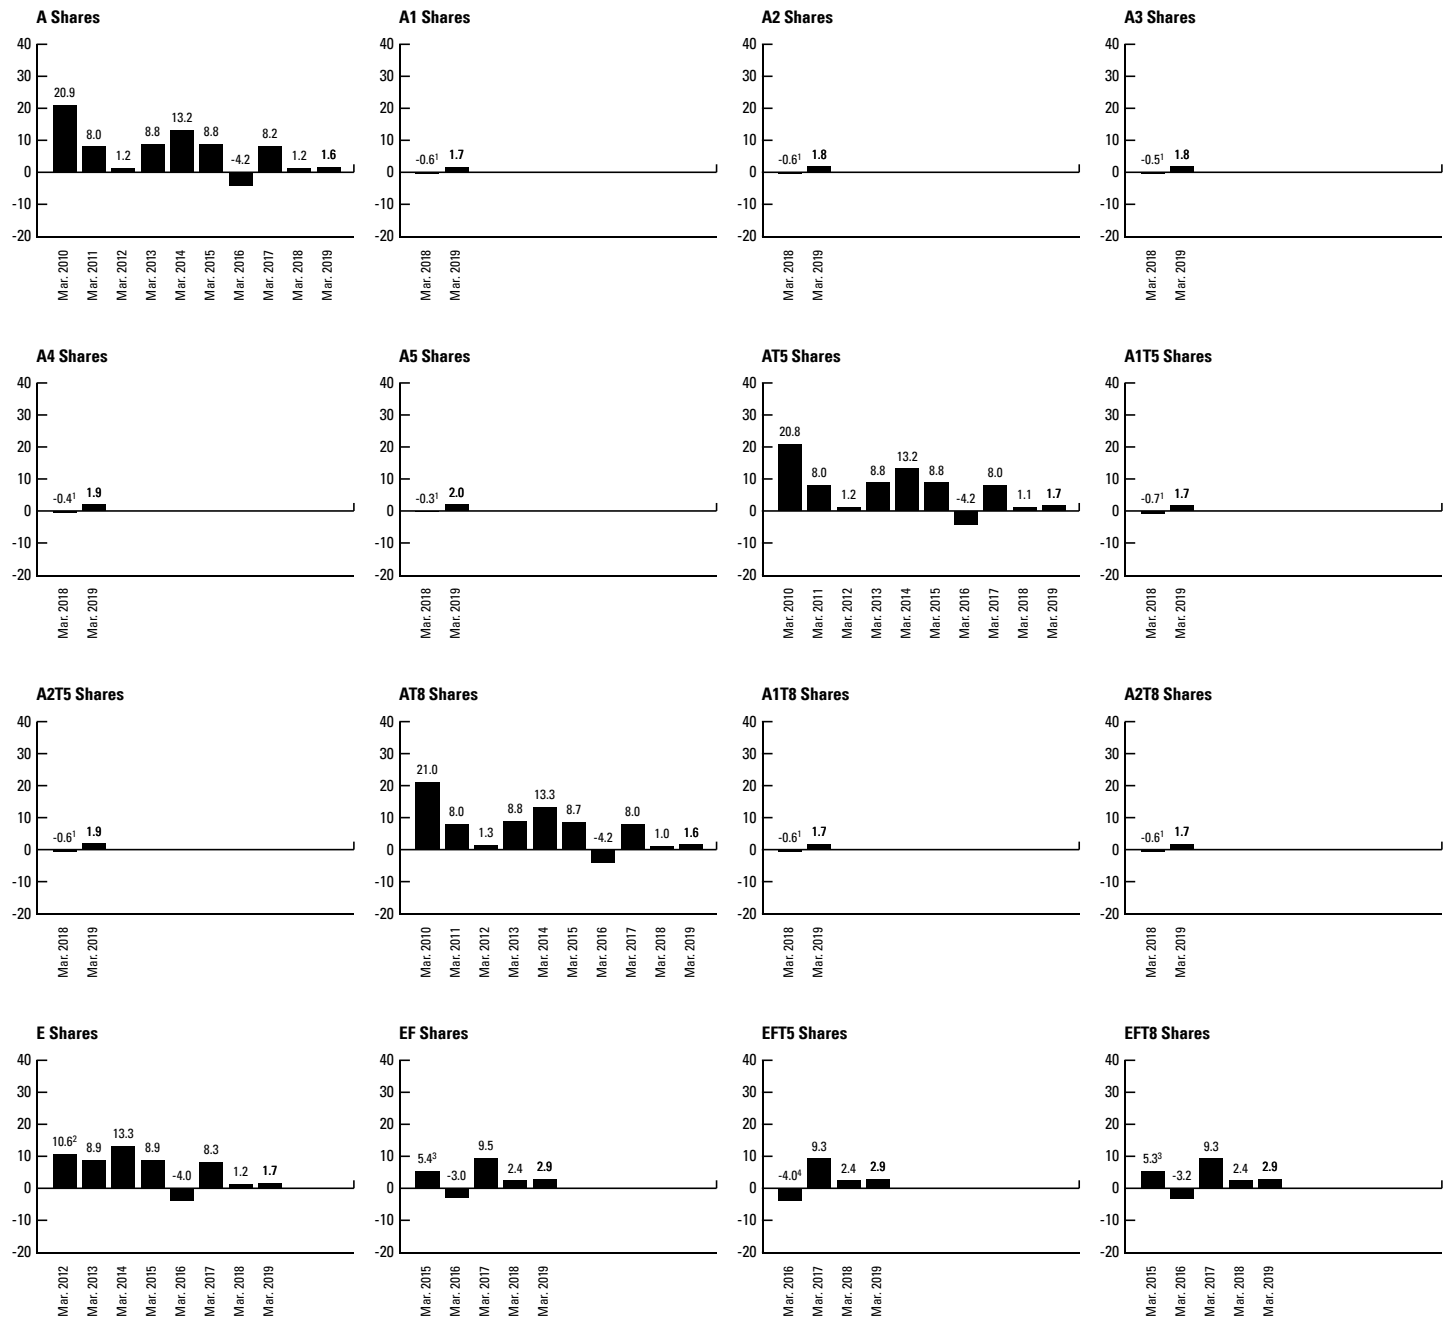 A Shares
40
30
20
10
0
-10
-20
20.9
8.0
1.2
8.8
13.2
8.8
-4.2
8.2
1.2
1.6
Mar. 2010
Mar. 2011
Mar. 2012
Mar. 2013
Mar. 2014
Mar. 2015
Mar. 2016
Mar. 2017
Mar. 2018
Mar. 2019
A1 Shares
40
30
20
10
0
-10
-20
-0.6¹
1.7
Mar. 2018
Mar. 2019
A2 Shares
40
30
20
10
0
-10
-20
-0.6¹
1.8
Mar. 2018
Mar. 2019
A3 Shares
40
30
20
10
0
-10
-20
-0.5¹
1.8
Mar. 2018
Mar. 2019
A4 Shares
40
30
20
10
0
-10
-20
-0.4¹
1.9
Mar. 2018
Mar. 2019
A5 Shares
40
30
20
10
0
-10
-20
-0.3¹
2.0
Mar. 2018
Mar. 2019
AT5 Shares
40
30
20
10
0
-10
-20
20.8
8.0
1.2
8.8
13.2
8.8
-4.2
8.0
1.1
1.7
Mar. 2010
Mar. 2011
Mar. 2012
Mar. 2013
Mar. 2014
Mar. 2015
Mar. 2016
Mar. 2017
Mar. 2018
Mar. 2019
A1T5 Shares
40
30
20
10
0
-10
-20
-0.7¹
1.7
Mar. 2018
Mar. 2019
A2T5 Shares
40
30
20
10
0
-10
-20
-0.6¹
1.9
Mar. 2018
Mar. 2019
AT8 Shares
40
30
20
10
0
-10
-20
21.0
8.0
1.3
8.8
13.3
8.7
-4.2
8.0
1.0
1.6
Mar. 2010
Mar. 2011
Mar. 2012
Mar. 2013
Mar. 2014
Mar. 2015
Mar. 2016
Mar. 2017
Mar. 2018
Mar. 2019
A1T8 Shares
40
30
20
10
0
-10
-20
-0.6¹
1.7
Mar. 2018
Mar. 2019
A2T8 Shares
40
30
20
10
0
-10
-20
-0.6¹
1.7
Mar. 2018
Mar. 2019
E Shares
40
30
20
10
0
-10
-20
10.6²
8.9
13.3
8.9
-4.0
8.3
1.2
1.7
Mar. 2012
Mar. 2013
Mar. 2014
Mar. 2015
Mar. 2016
Mar. 2017
Mar. 2018
Mar. 2019
EF Shares
40
30
20
10
0
-10
-20
5.4³
-3.0
9.5
2.4
2.9
Mar. 2015
Mar. 2016
Mar. 2017
Mar. 2018
Mar. 2019
EFT5 Shares
40
30
20
10
0
-10
-20
-4.0⁴
9.3
2.4
2.9
Mar. 2016
Mar. 2017
Mar. 2018
Mar. 2019
EFT8 Shares
40
30
20
10
0
-10
-20
5.3³
-3.2
9.3
2.4
2.9
Mar. 2015
Mar. 2016
Mar. 2017
Mar. 2018
Mar. 2019